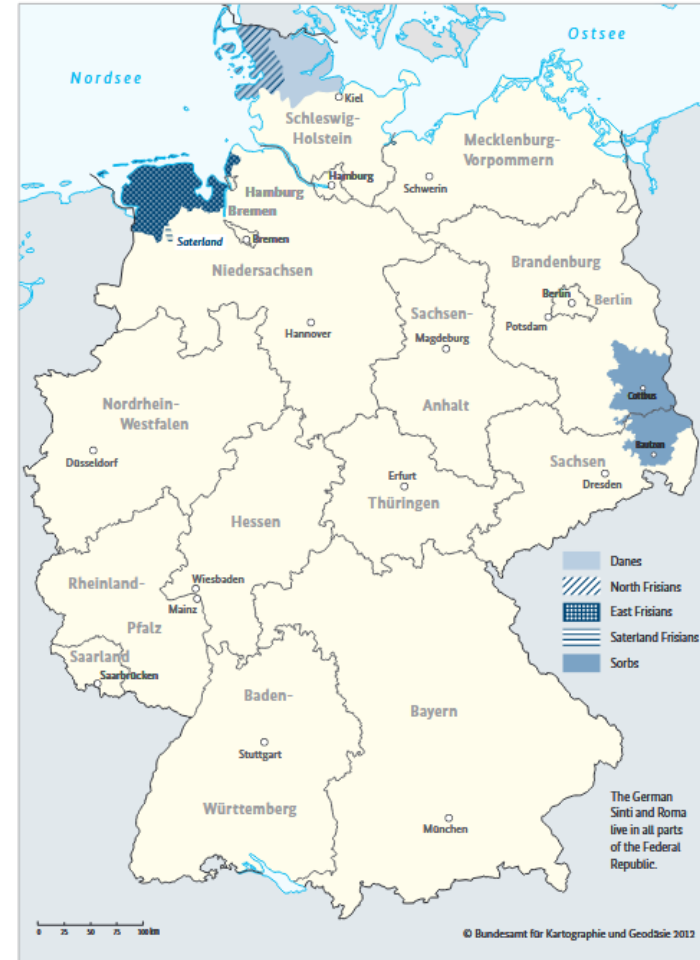 Nordsee
Ostsee
Kiel
Schleswig-
Holstein
Mecklenburg-
Vorpommern
Hamburg
Schwerin
Hamburg
Bremen
Saterland
Bremen
Niedersachsen
Brandenburg
Berlin
Berlin
Potsdam
Hannover
Sachsen-
Magdeburg
Anhalt
Cottbus
Bautzen
Nordrhein-
Westfalen
Düsseldorf
Sachsen
Dresden
Erfurt
Thüringen
Hessen
Wiesbaden
Mainz
Rheinland-
Pfalz
Saarland
Saarbrücken
Danes
North Frisians
East Frisians
Saterland Frisians
Sorbs
Baden-
Stuttgart
Württemberg
Bayern
München
The German
Sinti and Roma
live in all parts
of the Federal
Republic.
0 25 50 75 100 km
© Bundesamt für Kartographie und Geodäsie 2012